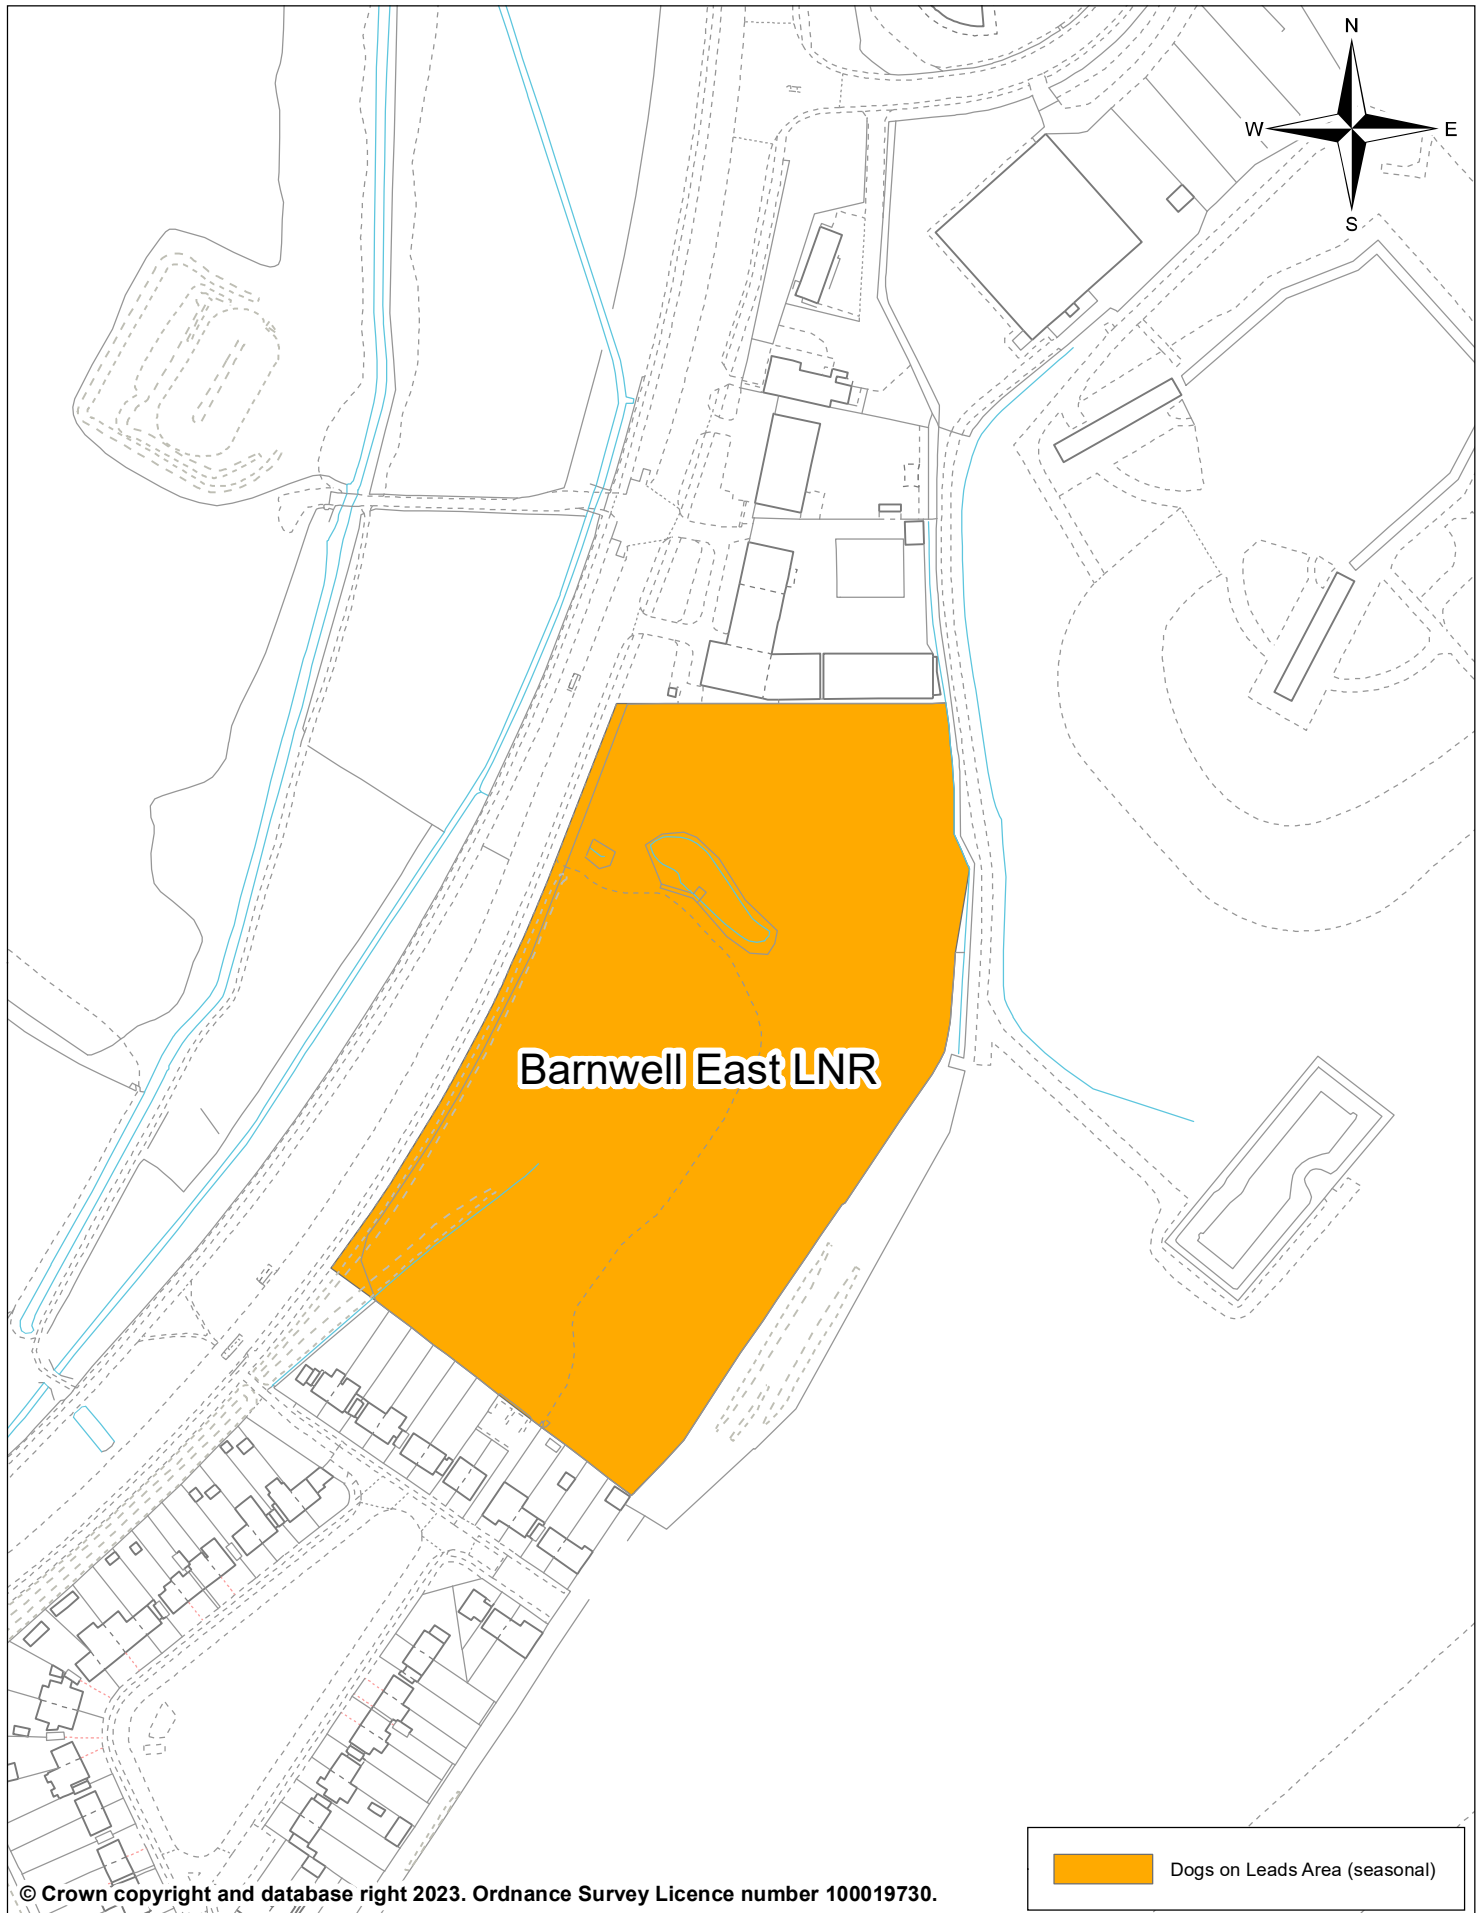 N
W E
S
Barnwell East LNR
Dogs on Leads Area (seasonal)
© Crown copyright and database right 2023. Ordnance Survey Licence number 100019730.